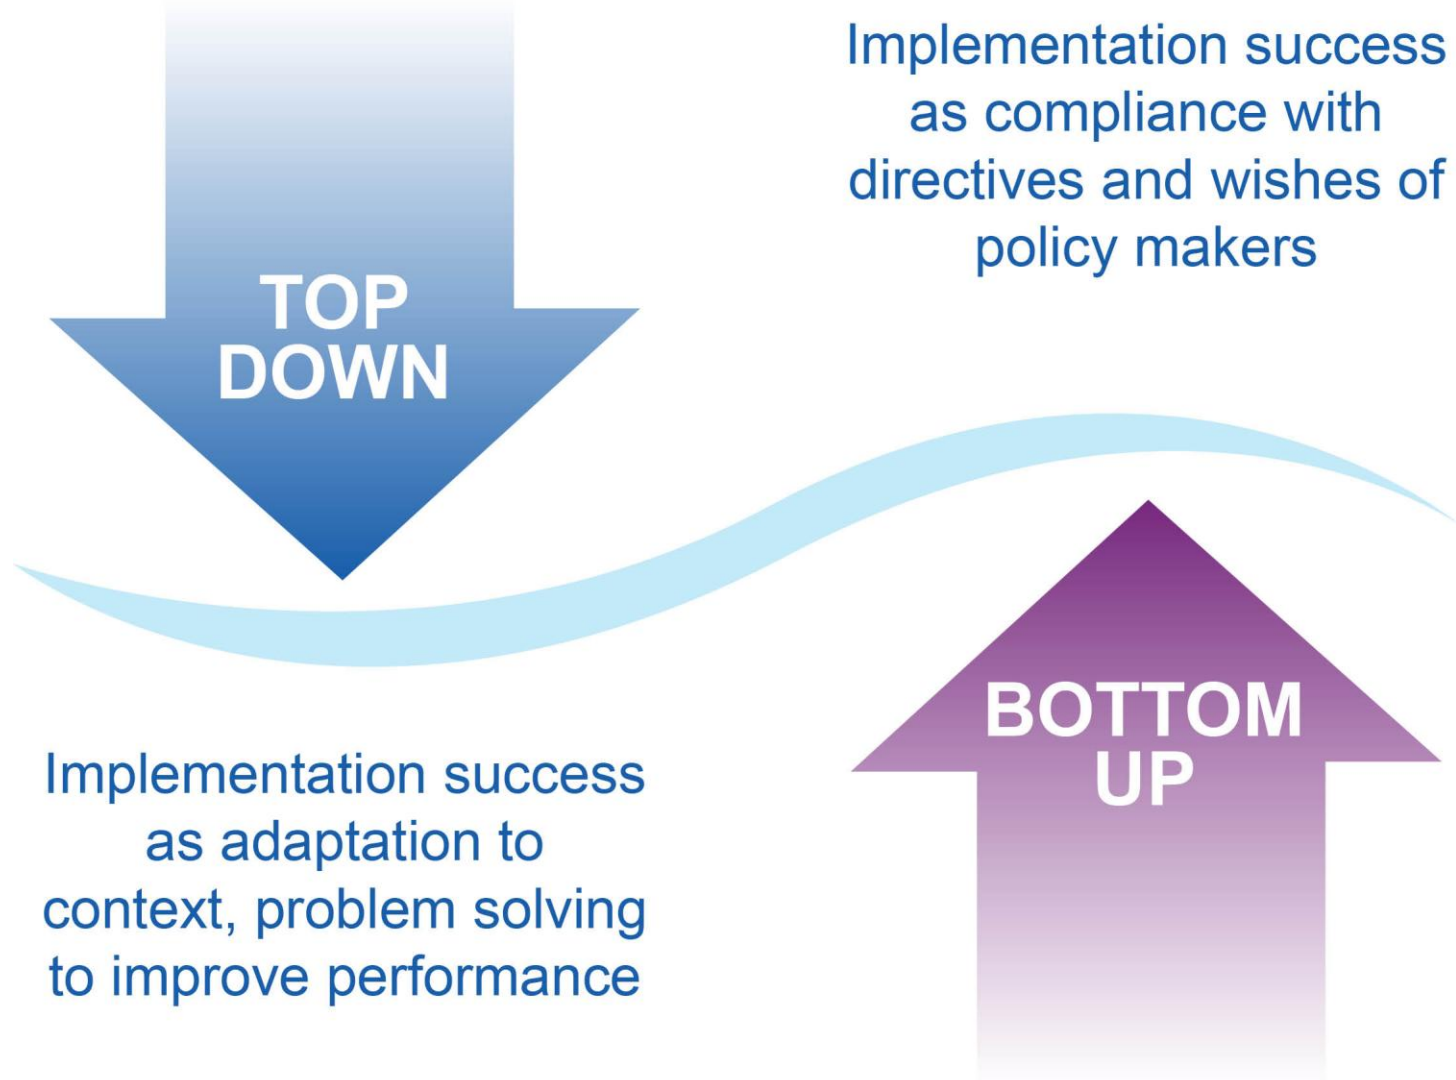 TOP
DOWN
Implementation success
as compliance with
directives and wishes of
policy makers
Implementation success
as adaptation to
context, problem solving
to improve performance
BOTTOM
UP